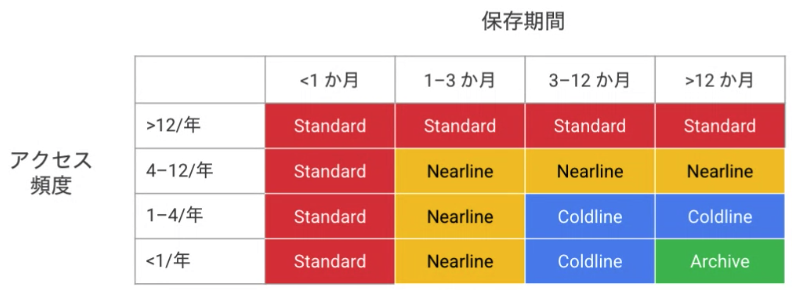 保存期間
<1 か月 1–3 か月 3–12 か月 >12 か月
>12/年 Standard Standard Standard Standard
アクセス
頻度
4–12/年 Standard Nearline Nearline Nearline
1–4/年 Standard Nearline Coldline Coldline
<1/年 Standard Nearline Coldline Archive